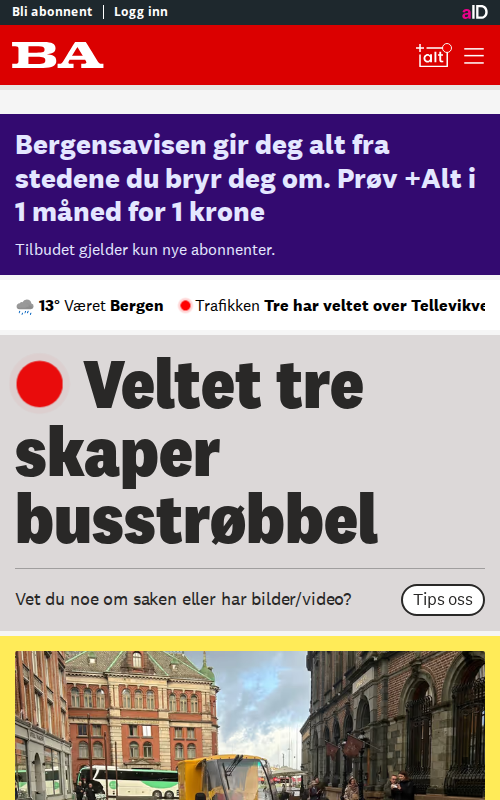 Bli abonnent | Logg inn
aID
BA
+alt
Bergensavisen gir deg alt fra
stedene du bryr deg om. Prøv +Alt i
1 måned for 1 krone
Tilbudet gjelder kun nye abonnenter.
13° Været Bergen Trafikken Tre har veltet over Tellevikve
Veltet tre
skaper
busstrøbbel
Vet du noe om saken eller har bilder/video?
Tips oss